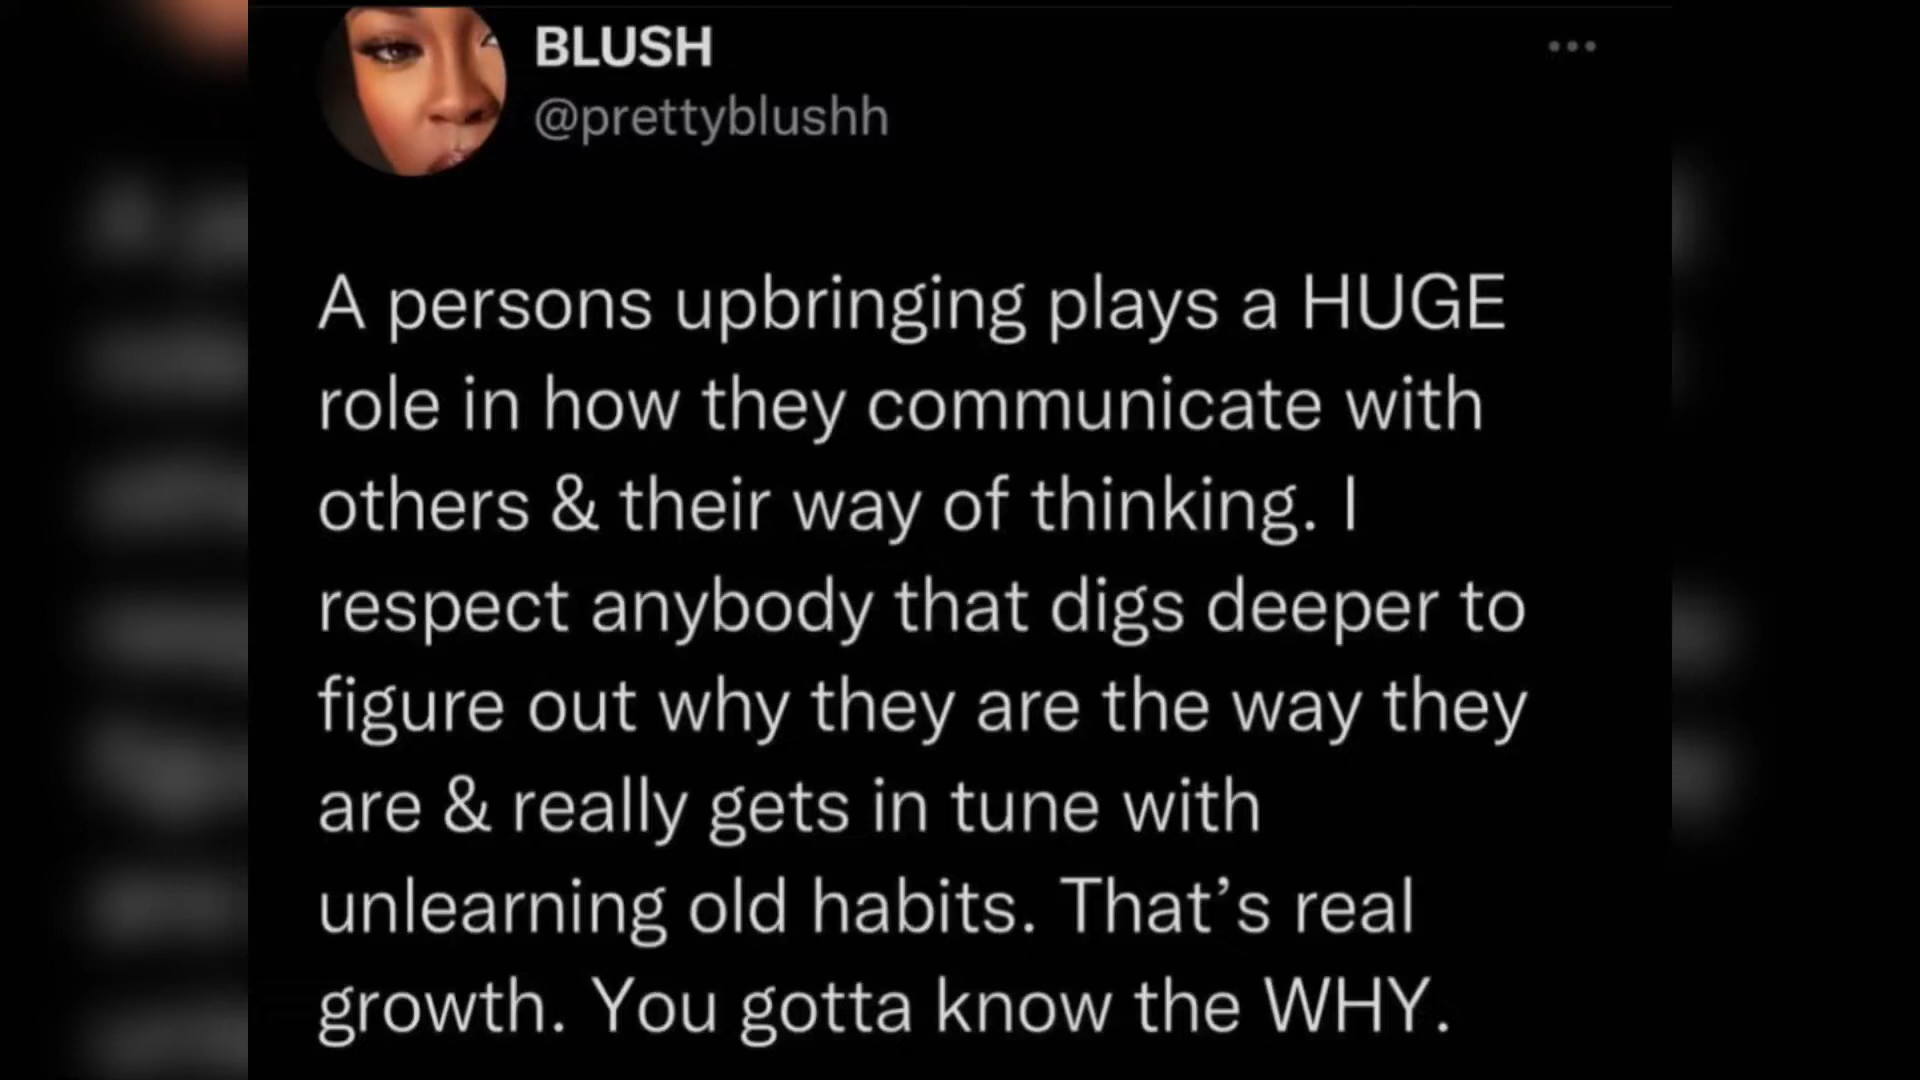 BLUSH
@prettyblushh
A persons upbringing plays a HUGE
role in how they communicate with
others & their way of thinking. I
respect anybody that digs deeper to
figure out why they are the way they
are & really gets in tune with
unlearning old habits. That’s real
growth. You gotta know the WHY.